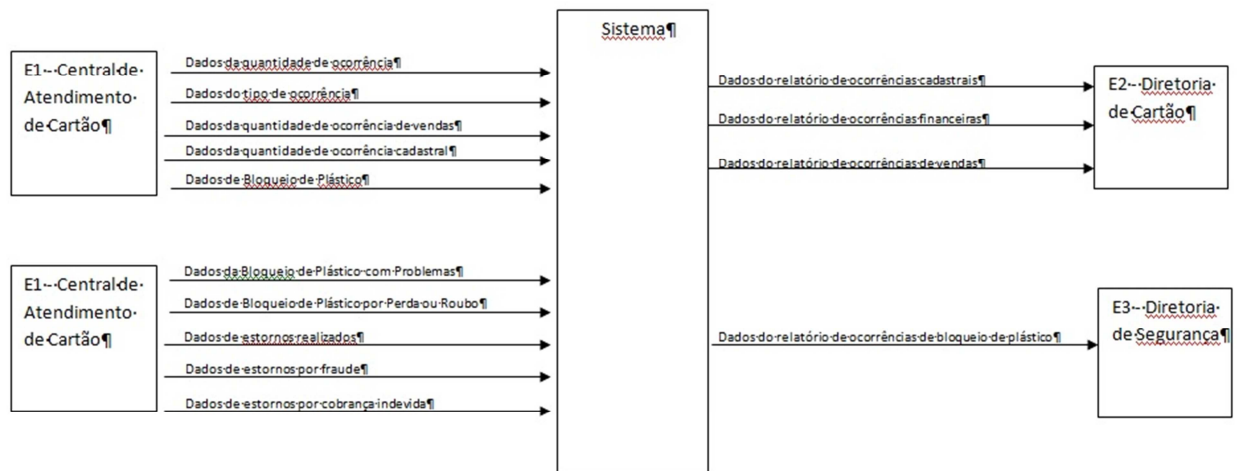 Sistema¶
E1·-·Central·de·
Atendimento·
de·Cartão¶
Dados·da·quantidade·de·ocorrência¶
Dados·do·tipo·de·ocorrência¶
Dados·da·quantidade·de·ocorrência·de·vendas¶
Dados·da·quantidade·de·ocorrência·cadastral¶
Dados·de·Bloqueio·de·Plástico¶
Dados·do·relatório·de·ocorrências·cadastrais¶
Dados·do·relatório·de·ocorrências·financeiras¶
Dados·do·relatório·de·ocorrências·de·vendas¶
E2·-·Diretoria·
de·Cartão¶
E1·-·Central·de·
Atendimento·
de·Cartão¶
Dados·da·Bloqueio·de·Plástico·com·Problemas¶
Dados·de·Bloqueio·de·Plástico·por·Perda·ou·Roubo¶
Dados·de·estornos·realizados¶
Dados·de·estornos·por·fraude¶
Dados·de·estornos·por·cobrança·indevida¶
Dados·do·relatório·de·ocorrências·de·bloqueio·de·plástico¶
E3·-·Diretoria·
de·Segurança¶